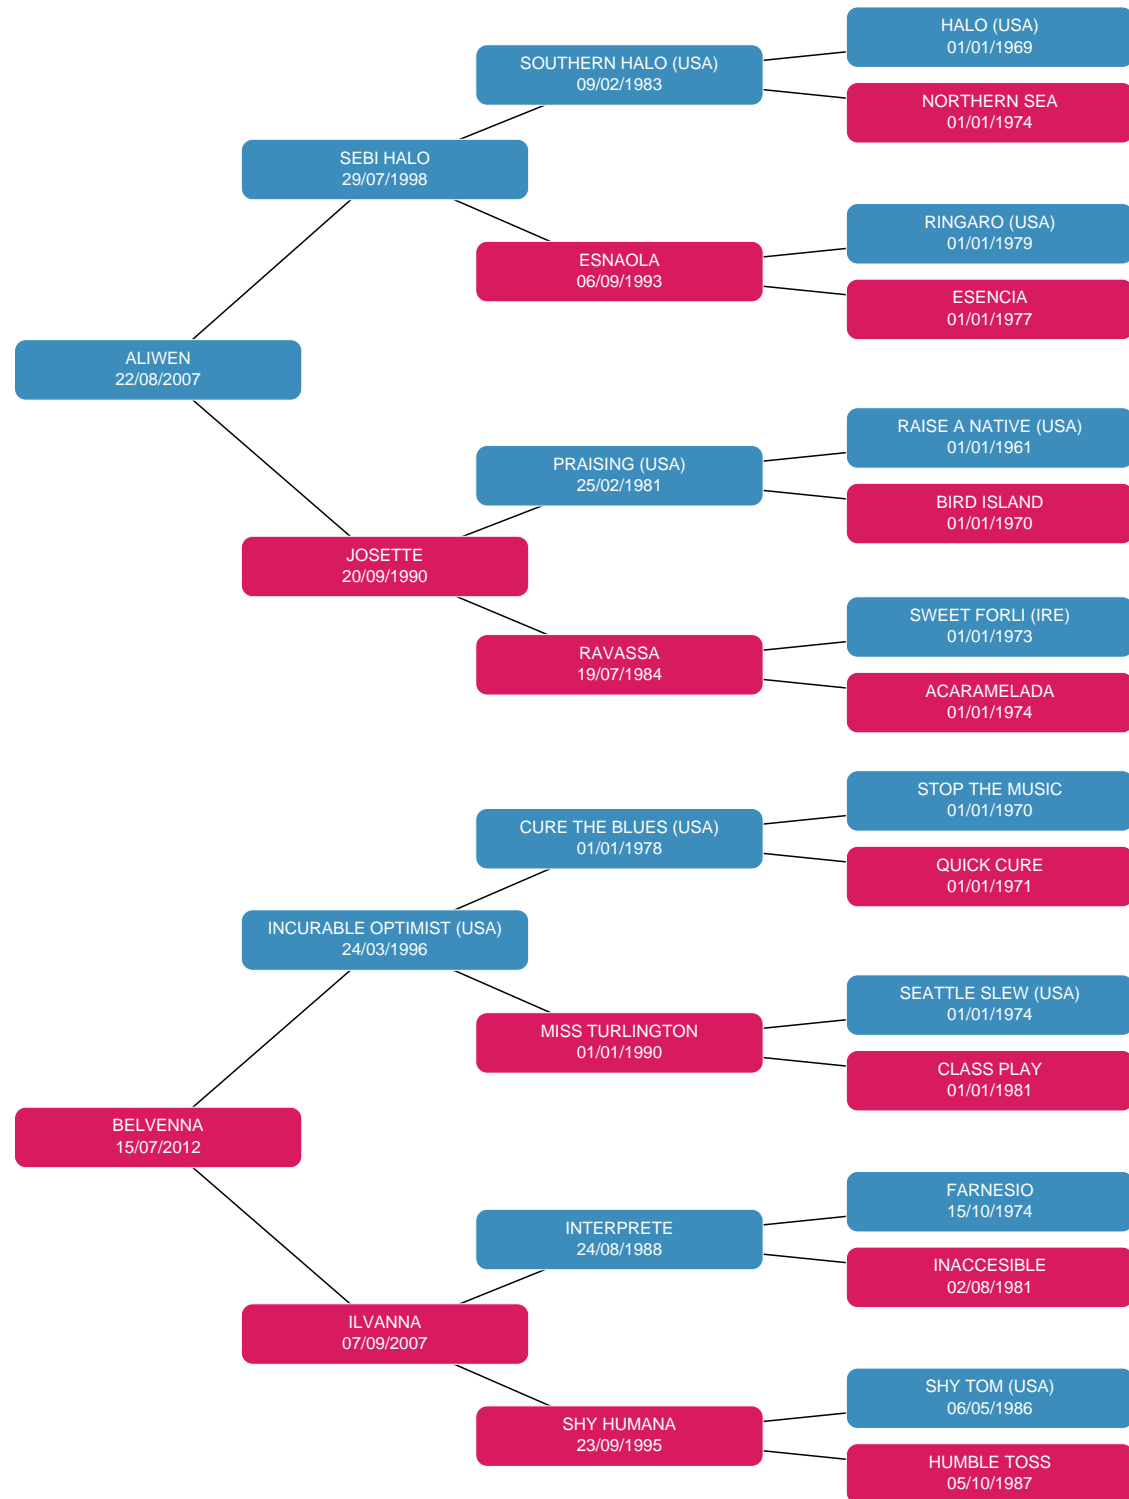 HALO (USA)
01/01/1969
SOUTHERN HALO (USA)
09/02/1983
NORTHERN SEA
01/01/1974
SEBI HALO
29/07/1998
RINGARO (USA)
01/01/1979
ESNAOLA
06/09/1993
ESENCIA
01/01/1977
ALIWEN
22/08/2007
RAISE A NATIVE (USA)
01/01/1961
PRAISING (USA)
25/02/1981
BIRD ISLAND
01/01/1970
JOSETTE
20/09/1990
SWEET FORLI (IRE)
01/01/1973
RAVASSA
19/07/1984
ACARAMELADA
01/01/1974
STOP THE MUSIC
01/01/1970
CURE THE BLUES (USA)
01/01/1978
QUICK CURE
01/01/1971
INCURABLE OPTIMIST (USA)
24/03/1996
SEATTLE SLEW (USA)
01/01/1974
MISS TURLINGTON
01/01/1990
CLASS PLAY
01/01/1981
BELVENNA
15/07/2012
FARNESIO
15/10/1974
INTERPRETE
24/08/1988
INACCESIBLE
02/08/1981
ILVANNA
07/09/2007
SHY TOM (USA)
06/05/1986
SHY HUMANA
23/09/1995
HUMBLE TOSS
05/10/1987